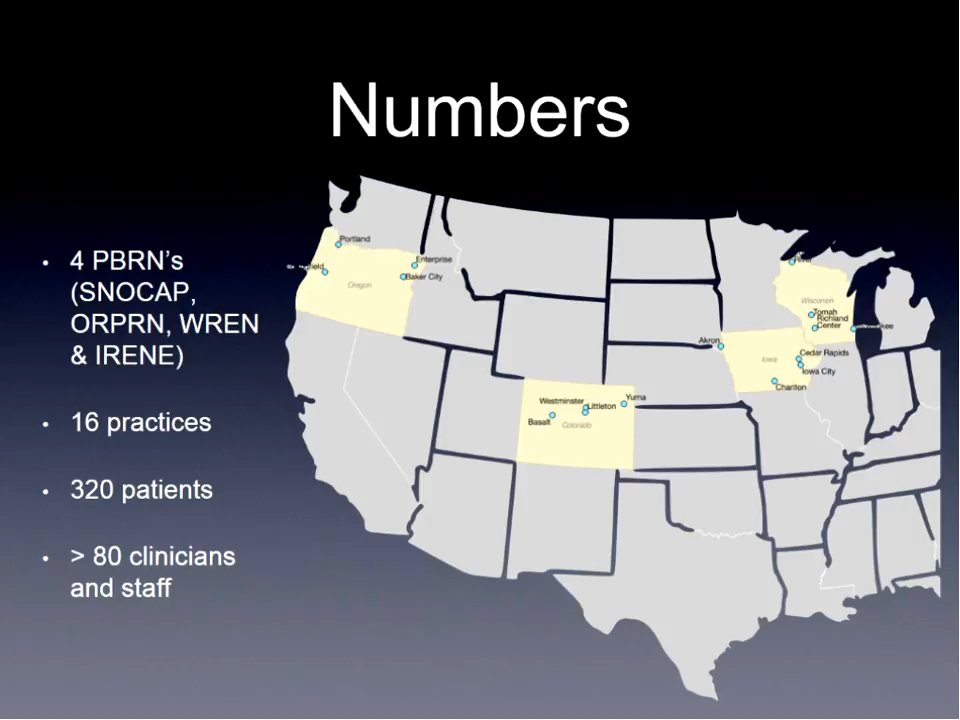 Numbers
• 4 PBRN’s
(SNOCAP,
ORPRN, WREN
& IRENE)
• 16 practices
• 320 patients
• > 80 clinicians
and staff
Portland
Enterprise
Baker City
Oregon
Wisconsin
Tomah
Richland
Center
Akron
Cedar Rapids
Iowa
Iowa City
Chariton
Yuma
Westminster
Littleton
Basalt
Colorado